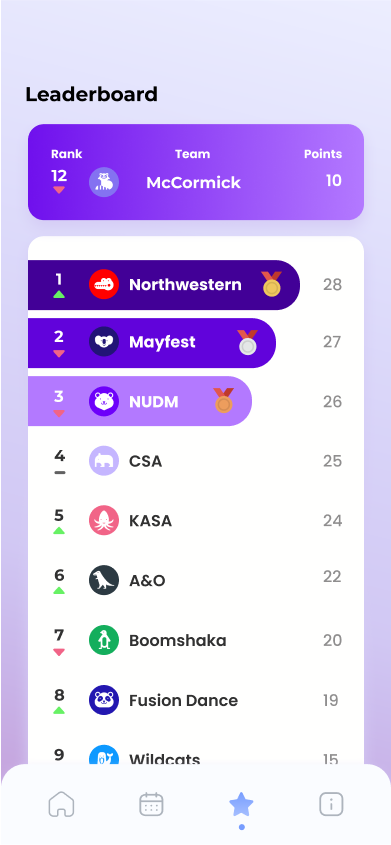 Leaderboard
Rank Team Points
12 McCormick 10
1 Northwestern 28
2 Mayfest 27
3 NUDM 26
4 CSA 25
5 KASA 24
6 A&O 22
7 Boomshaka 20
8 Fusion Dance 19
9 Wildcats 15